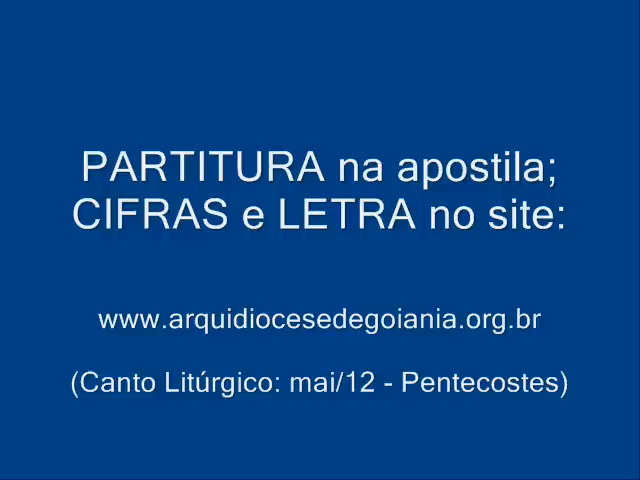 PARTITURA na apostila;
CIFRAS e LETRA no site:
www.arquidiocesedegoiania.org.br
(Canto Litúrgico: mai/12 - Pentecostes)